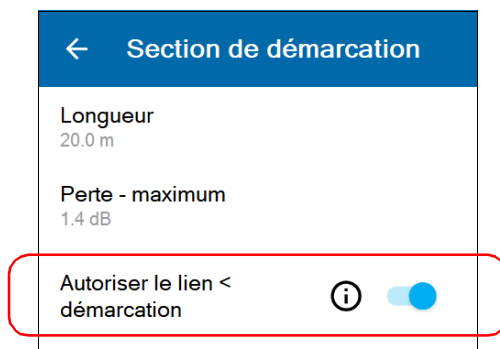 Section de démarcation
Longueur
20.0 m
Perte - maximum
1.4 dB
Autoriser le lien <
démarcation